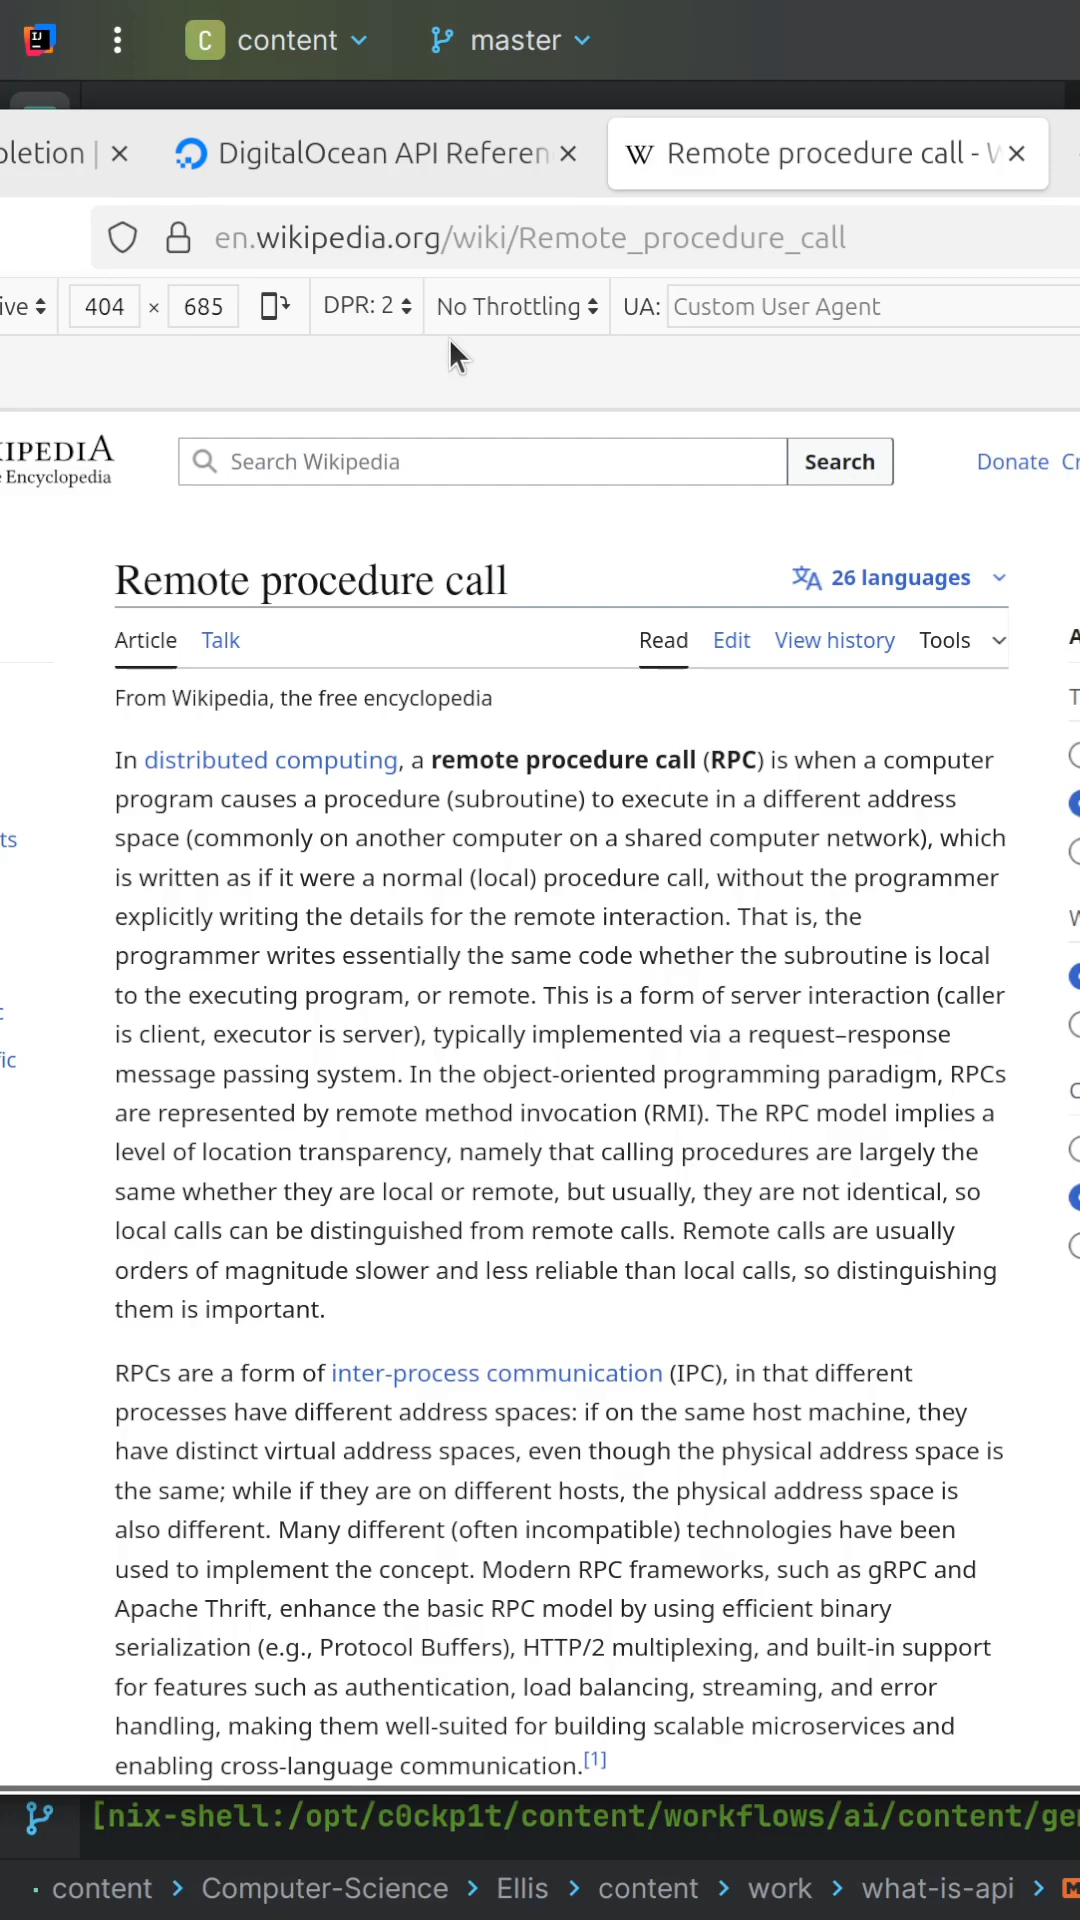 C content master
pletion | DigitalOcean API Referen W Remote procedure call - W
en.wikipedia.org/wiki/Remote_procedure_call
ive 404 × 685 DPR: 2 No Throttling UA: Custom User Agent
IPEDIA
e Encyclopedia
Search Wikipedia Search Donate Cr
Remote procedure call 26 languages
Article Talk Read Edit View history Tools
From Wikipedia, the free encyclopedia
In distributed computing, a remote procedure call (RPC) is when a computer
program causes a procedure (subroutine) to execute in a different address
space (commonly on another computer on a shared computer network), which
is written as if it were a normal (local) procedure call, without the programmer
explicitly writing the details for the remote interaction. That is, the
programmer writes essentially the same code whether the subroutine is local
to the executing program, or remote. This is a form of server interaction (caller
is client, executor is server), typically implemented via a request–response
message passing system. In the object-oriented programming paradigm, RPCs
are represented by remote method invocation (RMI). The RPC model implies a
level of location transparency, namely that calling procedures are largely the
same whether they are local or remote, but usually, they are not identical, so
local calls can be distinguished from remote calls. Remote calls are usually
orders of magnitude slower and less reliable than local calls, so distinguishing
them is important.
RPCs are a form of inter-process communication (IPC), in that different
processes have different address spaces: if on the same host machine, they
have distinct virtual address spaces, even though the physical address space is
the same; while if they are on different hosts, the physical address space is
also different. Many different (often incompatible) technologies have been
used to implement the concept. Modern RPC frameworks, such as gRPC and
Apache Thrift, enhance the basic RPC model by using efficient binary
serialization (e.g., Protocol Buffers), HTTP/2 multiplexing, and built-in support
for features such as authentication, load balancing, streaming, and error
handling, making them well-suited for building scalable microservices and
enabling cross-language communication.[1]
[nix-shell:/opt/c0ckp1t/content/workflows/ai/content/ge
content > Computer-Science > Ellis > content > work > what-is-api >